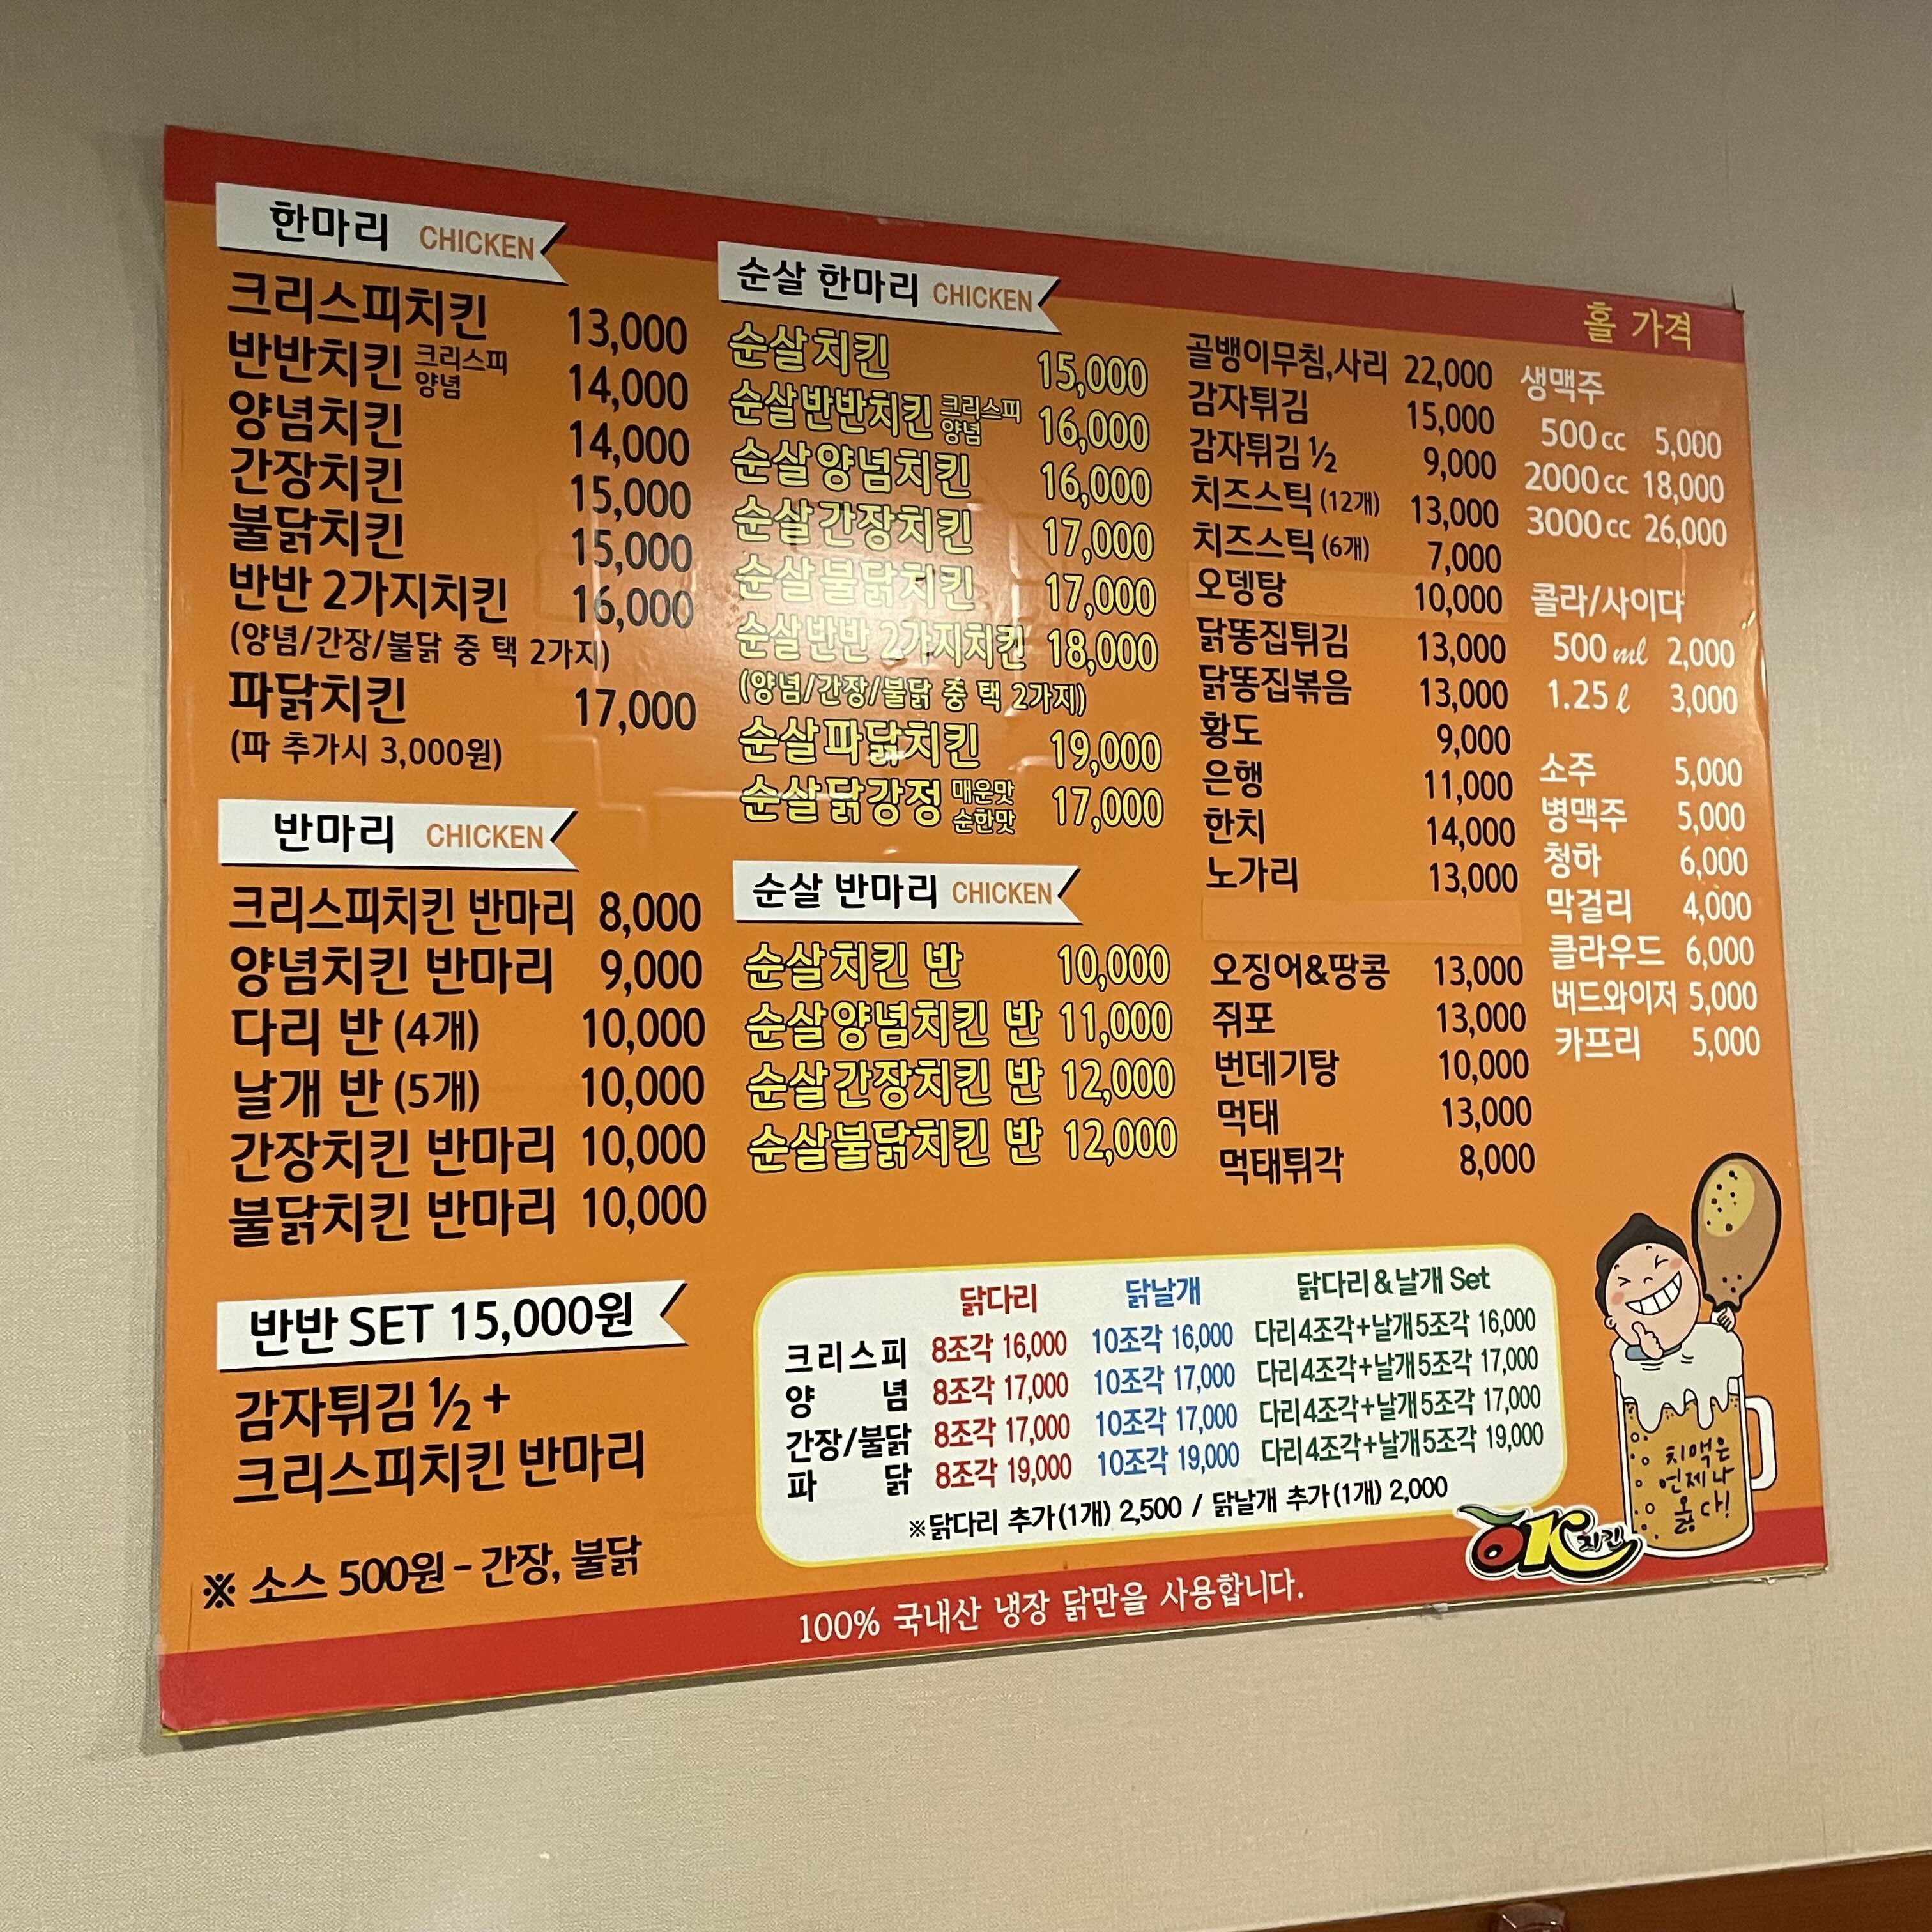 한마리 CHICKEN
크리스피치킨 13,000
반반치킨 크리스피 양념 14,000
양념치킨 14,000
간장치킨 15,000
불닭치킨 15,000
반반 2가지치킨 16,000
(양념/간장/불닭 중 택 2가지)
파닭치킨 17,000
(파 추가시 3,000원)
반마리 CHICKEN
크리스피치킨 반마리 8,000
양념치킨 반마리 9,000
다리 반 (4개) 10,000
날개 반 (5개) 10,000
간장치킨 반마리 10,000
불닭치킨 반마리 10,000
반반 SET 15,000원
감자튀김 ½ +
크리스피치킨 반마리
※ 소스 500원 - 간장, 불닭
순살 한마리 CHICKEN
순살치킨 15,000
순살반반치킨 크리스피 양념 16,000
순살양념치킨 16,000
순살간장치킨 17,000
순살불닭치킨 17,000
순살반반 2가지치킨 18,000
(양념/간장/불닭 중 택 2가지)
순살파닭치킨 19,000
순살닭강정 매운맛 순한맛 17,000
순살 반마리 CHICKEN
순살치킨 반 10,000
순살양념치킨 반 11,000
순살간장치킨 반 12,000
순살불닭치킨 반 12,000
골뱅이무침,사리 22,000
감자튀김 15,000
감자튀김 ½ 9,000
치즈스틱 (12개) 13,000
치즈스틱 (6개) 7,000
오뎅탕 10,000
닭똥집튀김 13,000
닭똥집볶음 13,000
황도 9,000
은행 11,000
한치 14,000
노가리 13,000
오징어&땅콩 13,000
쥐포 13,000
번데기탕 10,000
먹태 13,000
먹태튀각 8,000
홀 가격
생맥주
500cc 5,000
2000cc 18,000
3000cc 26,000
콜라/사이다
500ml 2,000
1.25ℓ 3,000
소주 5,000
병맥주 5,000
청하 6,000
막걸리 4,000
클라우드 6,000
버드와이저 5,000
카프리 5,000
닭다리 닭날개 닭다리&날개 Set
크리스피 8조각 16,000 10조각 16,000 다리4조각+날개5조각 16,000
양 념 8조각 17,000 10조각 17,000 다리4조각+날개5조각 17,000
간장/불닭 8조각 17,000 10조각 17,000 다리4조각+날개5조각 17,000
파 닭 8조각 19,000 10조각 19,000 다리4조각+날개5조각 19,000
※닭다리 추가(1개) 2,500 / 닭날개 추가(1개) 2,000
치맥은
언제나
옳다!
OK치킨
100% 국내산 냉장 닭만을 사용합니다.